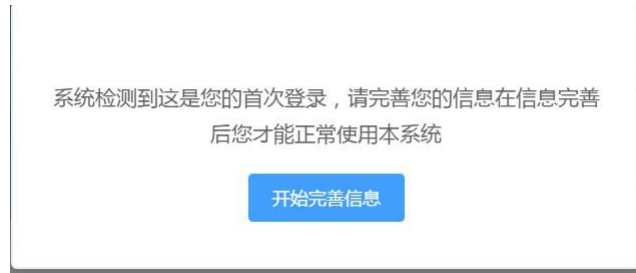 系统检测到这是您的首次登录，请完善您的信息在信息完善
后您才能正常使用本系统
开始完善信息